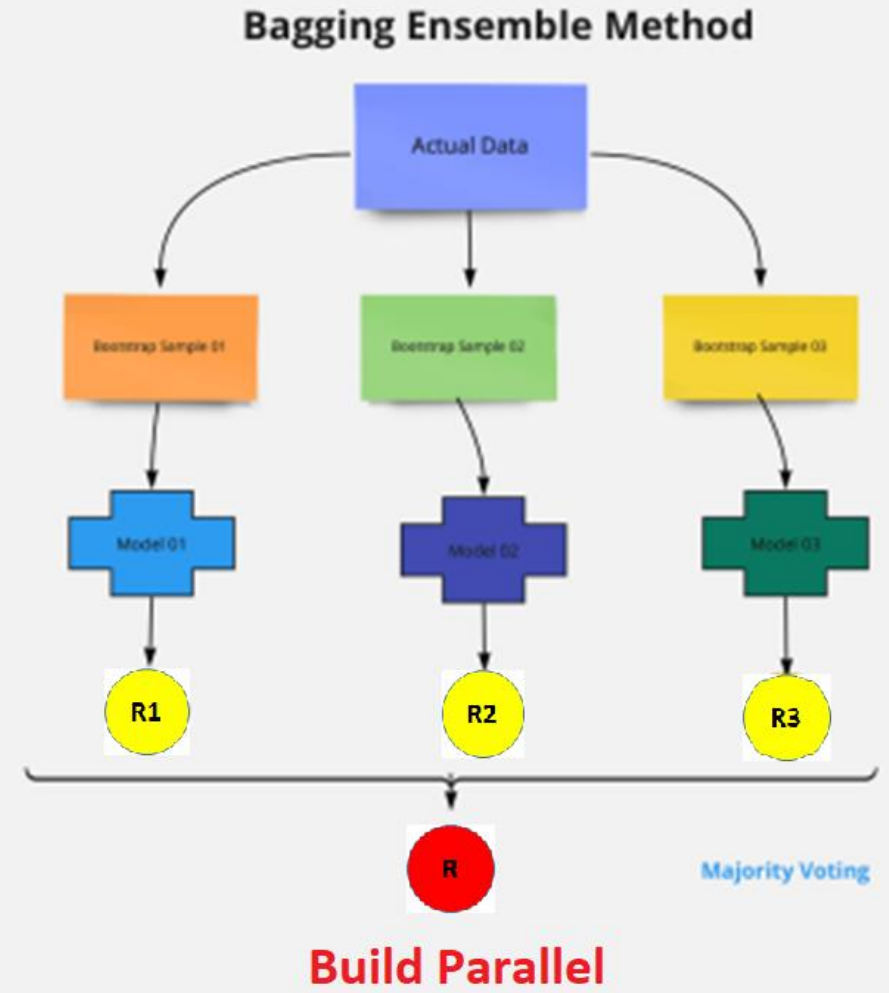 Bagging Ensemble Method
Actual Data
Bootstrap Sample 01
Bootstrap Sample 02
Bootstrap Sample 03
Model 01
Model 02
Model 03
R1
R2
R3
R
Majority Voting
Build Parallel